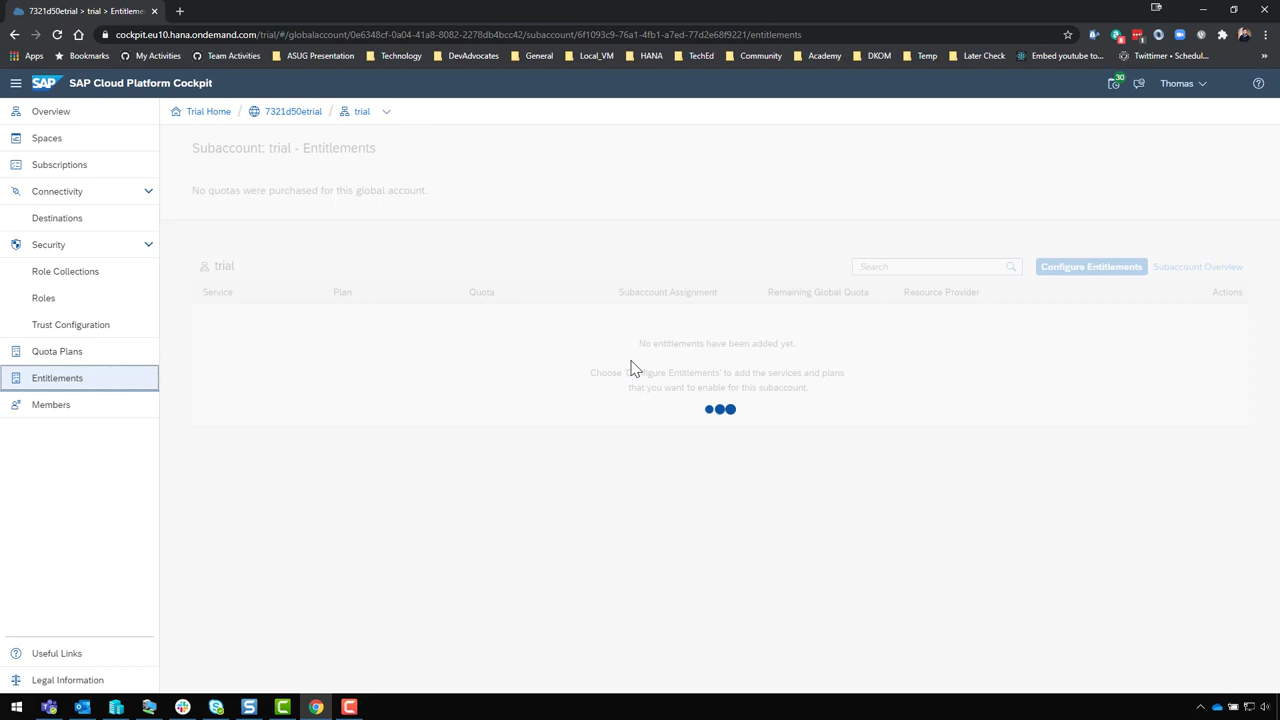 7321d50etrial > trial > Entitleme
cockpit.eu10.hana.ondemand.com/trial/#/globalaccount/0e6348cf-0a04-41a8-8082-2278db4bcc42/subaccount/6f1093c9-76a1-4fb1-a7ed-77d2e68f9221/entitlements
Apps Bookmarks My Activities ASUG Presentation Technology DevAdvocates General Local_VM HANA TechEd Community Academy DKOM Temp Later Check Embed youtube to... Twittimer • Schedul...
SAP SAP Cloud Platform Cockpit 30 Thomas
Trial Home / 7321d50etrial / trial
Overview
Spaces
Subscriptions
Connectivity
Destinations
Security
Role Collections
Roles
Trust Configuration
Quota Plans
Entitlements
Members
Useful Links
Legal Information
Subaccount: trial - Entitlements
No quotas were purchased for this global account.
trial Search Configure Entitlements Subaccount Overview
Service Plan Quota Subaccount Assignment Remaining Global Quota Resource Provider Actions
No entitlements have been added yet.
Choose 'Configure Entitlements' to add the services and plans
that you want to enable for this subaccount.